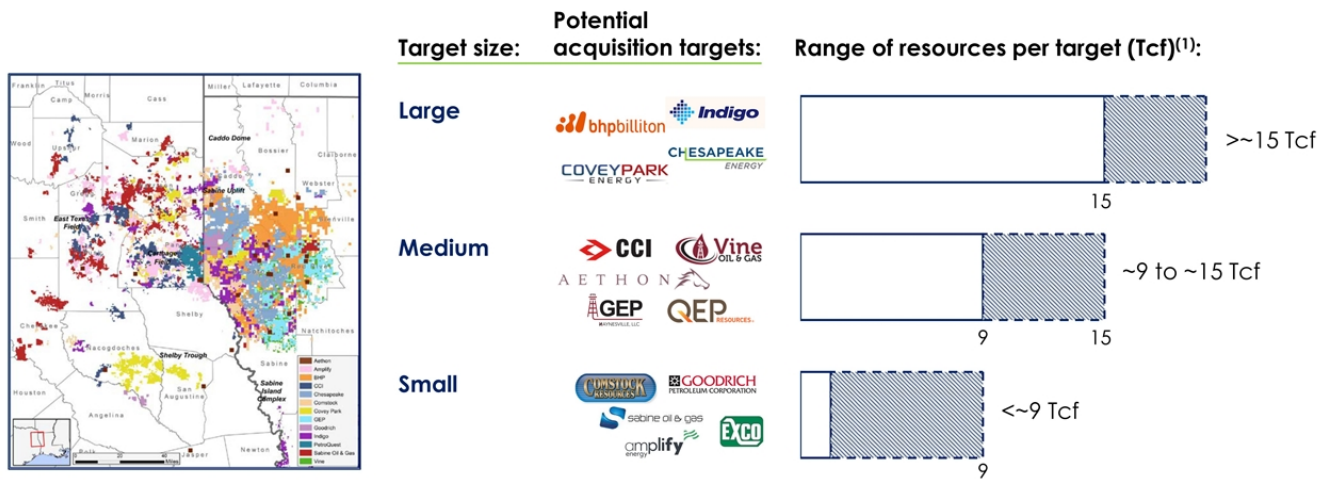 Target size:
Potential
acquisition targets:
Range of resources per target (Tcf)(1):
Large
bhpbilliton
Indigo
COVEYPARK
ENERGY
CHESAPEAKE
ENERGY
>~15 Tcf
15
Medium
CCI
Vine
OIL & GAS
AETHON
GEP
HAYNESVILLE, LLC
QEP
RESOURCES
~9 to ~15 Tcf
9
15
Small
COMSTOCK
RESOURCES
GOODRICH
PETROLEUM CORPORATION
sabine oil & gas
amplify
energy
EXCO
<~9 Tcf
9
Franklin
Titus
Morris
Camp
Cass
Miller
Lafayette
Columbia
Wood
Upshur
Marion
Caddo Dome
Bossier
Claiborne
Webster
Sabine Uplift
Smith
East Texas
Field
Carthage
Field
Shelby
Cherokee
Nacogdoches
Natchitoches
Shelby Trough
Sabine
San
Augustine
Sabine
Island
Complex
Houston
Angelina
Polk
Jasper
Newton
Aethon
Amplify
BHP
CCI
Chesapeake
Comstock
Covey Park
GEP
Goodrich
Indigo
PetroQuest
Sabine Oil & Gas
Vine
0
20
40
Miles